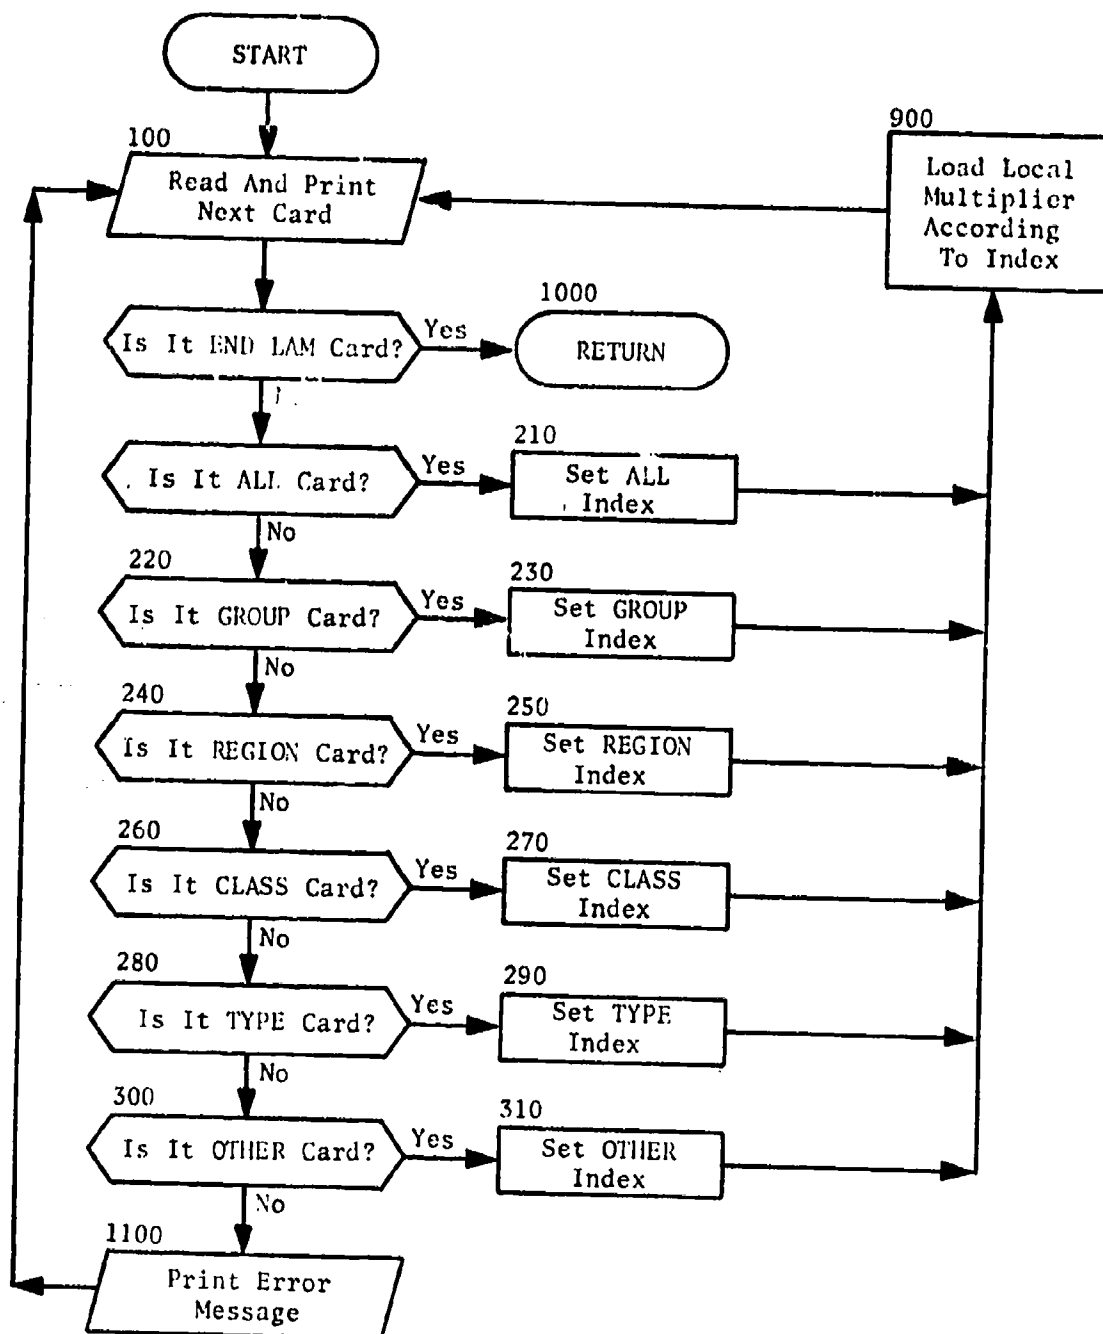 START
100
Read And Print
Next Card
900
Load Local
Multiplier
According
To Index
Is It END LAM Card?
Yes
1000
RETURN
Is It ALL Card?
Yes
210
Set ALL
Index
No
220
Is It GROUP Card?
Yes
230
Set GROUP
Index
No
240
Is It REGION Card?
Yes
250
Set REGION
Index
No
260
Is It CLASS Card?
Yes
270
Set CLASS
Index
No
280
Is It TYPE Card?
Yes
290
Set TYPE
Index
No
300
Is It OTHER Card?
Yes
310
Set OTHER
Index
No
1100
Print Error
Message